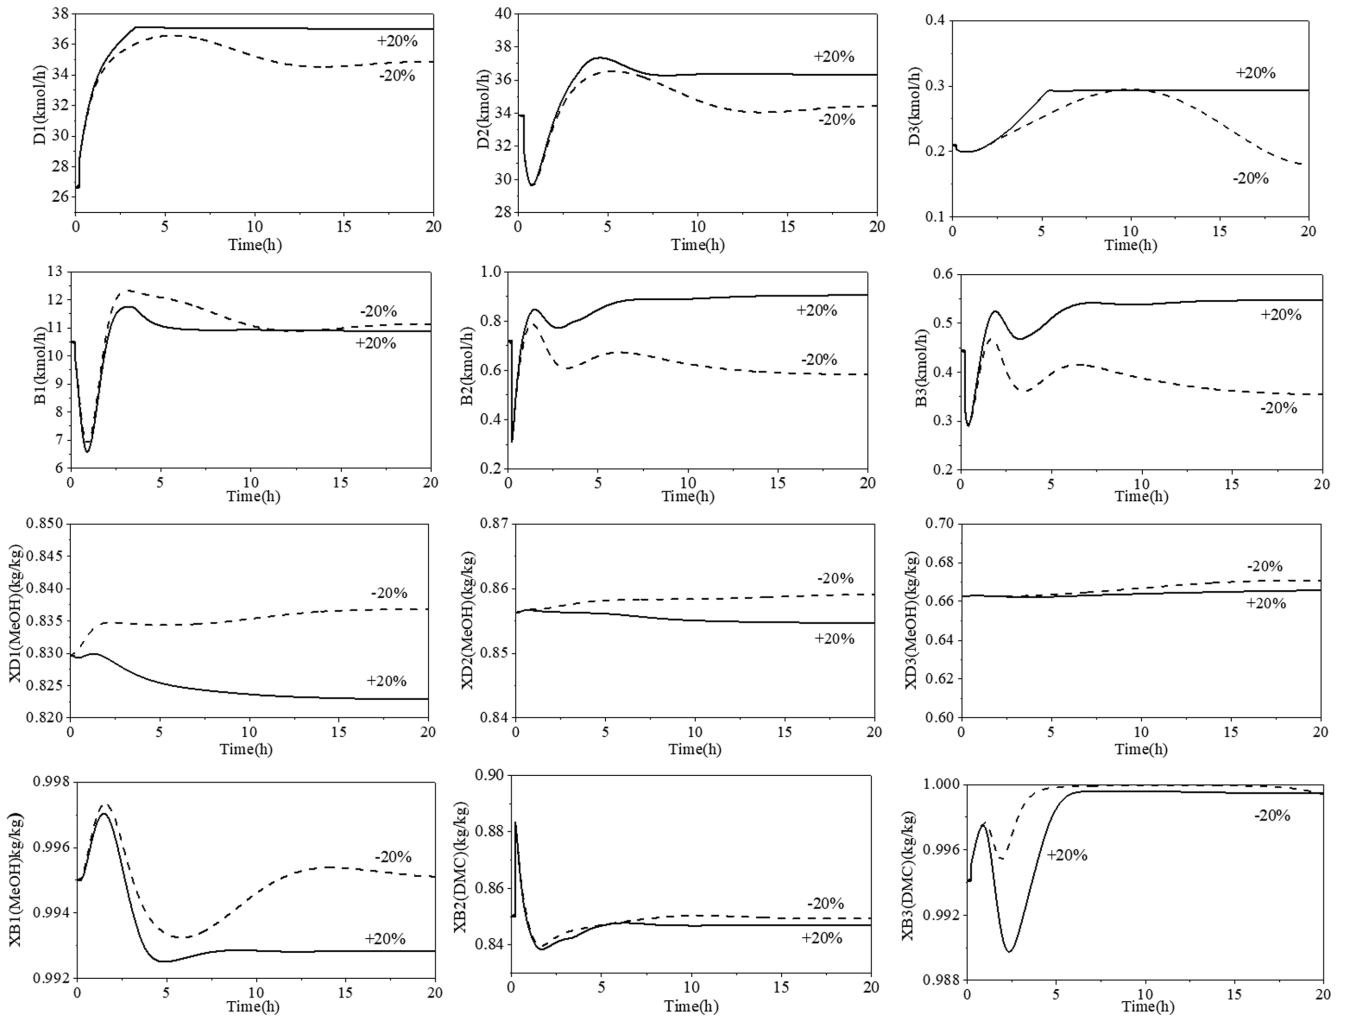 38
36
34
32
30
28
26
D1(kmol/h)
+20%
-20%
0 5 10 15 20
Time(h)
40
38
36
34
32
30
28
D2(kmol/h)
+20%
-20%
0 5 10 15 20
Time(h)
0.4
0.3
0.2
0.1
D3(kmol/h)
+20%
-20%
0 5 10 15 20
Time(h)
13
12
11
10
9
8
7
6
B1(kmol/h)
-20%
+20%
0 5 10 15 20
Time(h)
1.0
0.8
0.6
0.4
0.2
B2(kmol/h)
+20%
-20%
0 5 10 15 20
Time(h)
0.6
0.5
0.4
0.3
0.2
B3(kmol/h)
+20%
-20%
0 5 10 15 20
Time(h)
0.850
0.845
0.840
0.835
0.830
0.825
0.820
XD1(MeOH)(kg/kg)
-20%
+20%
0 5 10 15 20
Time(h)
0.87
0.86
0.85
0.84
XD2(MeOH)(kg/kg)
-20%
+20%
0 5 10 15 20
Time(h)
0.70
0.68
0.66
0.64
0.62
0.60
XD3(MeOH)(kg/kg)
-20%
+20%
0 5 10 15 20
Time(h)
0.998
0.996
0.994
0.992
XB1(MeOH)kg/kg)
-20%
+20%
0 5 10 15 20
Time(h)
0.90
0.88
0.86
0.84
XB2(DMC)(kg/kg)
-20%
+20%
0 5 10 15 20
Time(h)
1.000
0.996
0.992
0.988
XB3(DMC)(kg/kg)
-20%
+20%
0 5 10 15 20
Time(h)